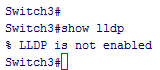 Switch3#
Switch3#show lldp
% LLDP is not enabled
Switch3#